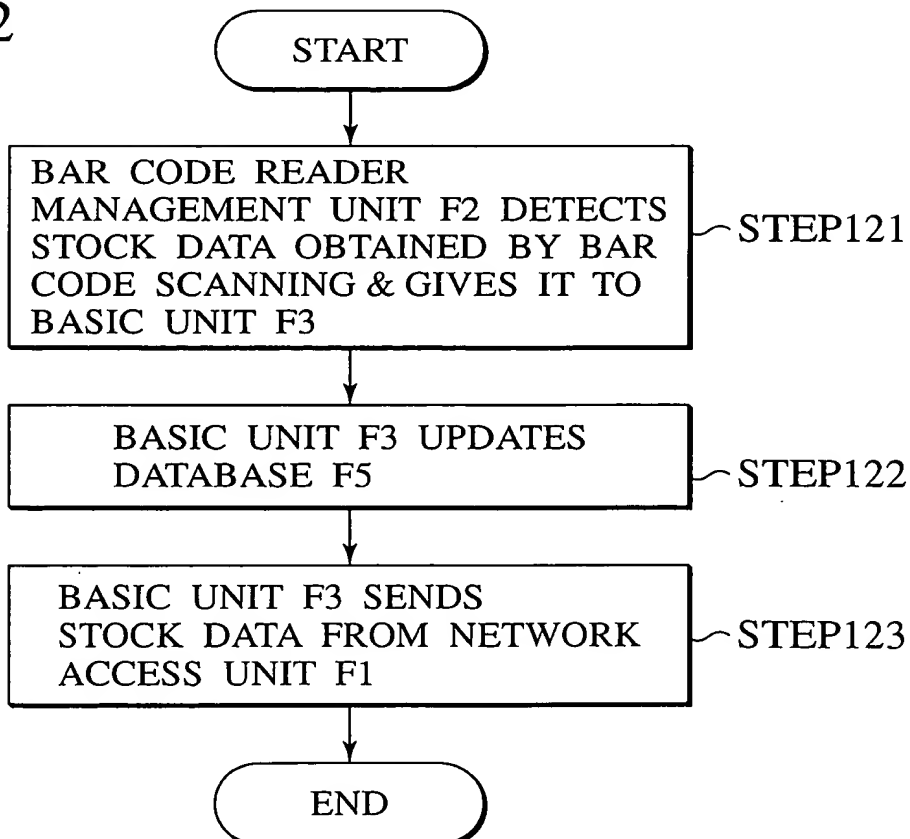 2
START
BAR CODE READER
MANAGEMENT UNIT F2 DETECTS
STOCK DATA OBTAINED BY BAR
CODE SCANNING & GIVES IT TO
BASIC UNIT F3
STEP121
BASIC UNIT F3 UPDATES
DATABASE F5
STEP122
BASIC UNIT F3 SENDS
STOCK DATA FROM NETWORK
ACCESS UNIT F1
STEP123
END